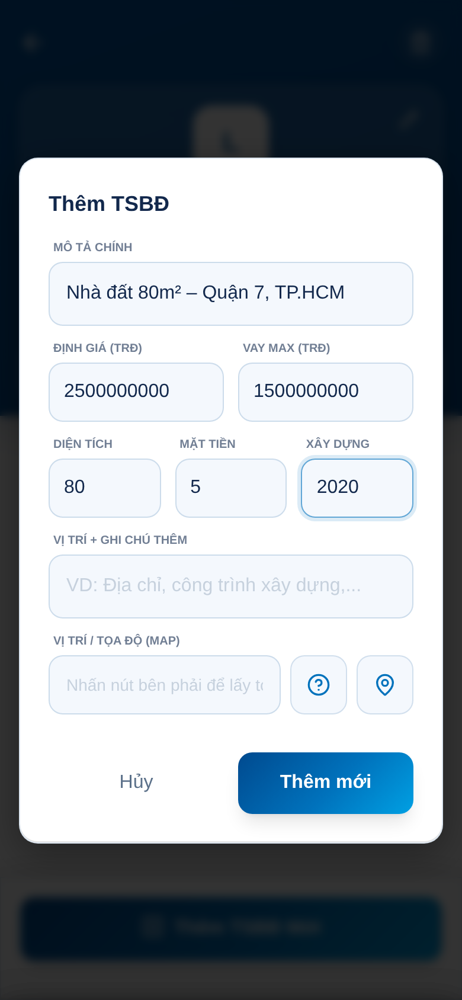 Thêm TSBĐ
MÔ TẢ CHÍNH
Nhà đất 80m² – Quận 7, TP.HCM
ĐỊNH GIÁ (TRĐ)
VAY MAX (TRĐ)
2500000000
1500000000
DIỆN TÍCH
MẶT TIỀN
XÂY DỰNG
80
5
2020
VỊ TRÍ + GHI CHÚ THÊM
VD: Địa chỉ, công trình xây dựng,...
VỊ TRÍ / TỌA ĐỘ (MAP)
Nhấn nút bên phải để lấy
Hủy
Thêm mới